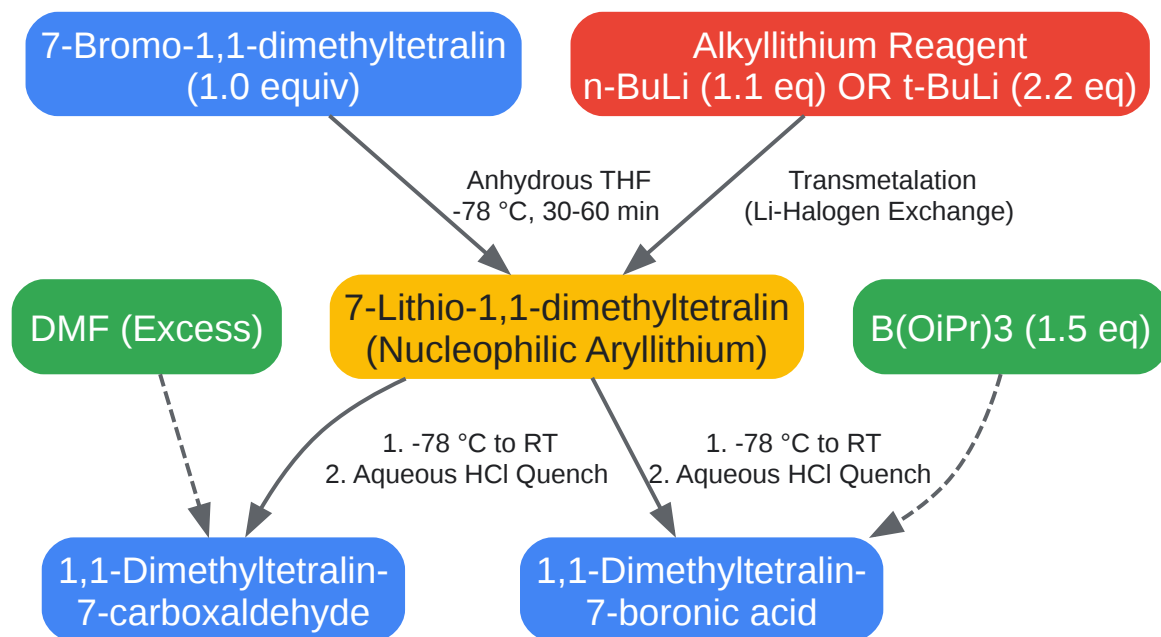 7-Bromo-1,1-dimethyltetralin
(1.0 equiv)
Alkyllithium Reagent
n-BuLi (1.1 eq) OR t-BuLi (2.2 eq)
Anhydrous THF
-78 °C, 30-60 min
Transmetalation
(Li-Halogen Exchange)
DMF (Excess)
7-Lithio-1,1-dimethyltetralin
(Nucleophilic Aryllithium)
B(OiPr)3 (1.5 eq)
1. -78 °C to RT
2. Aqueous HCl Quench
1. -78 °C to RT
2. Aqueous HCl Quench
1,1-Dimethyltetralin-
7-carboxaldehyde
1,1-Dimethyltetralin-
7-boronic acid